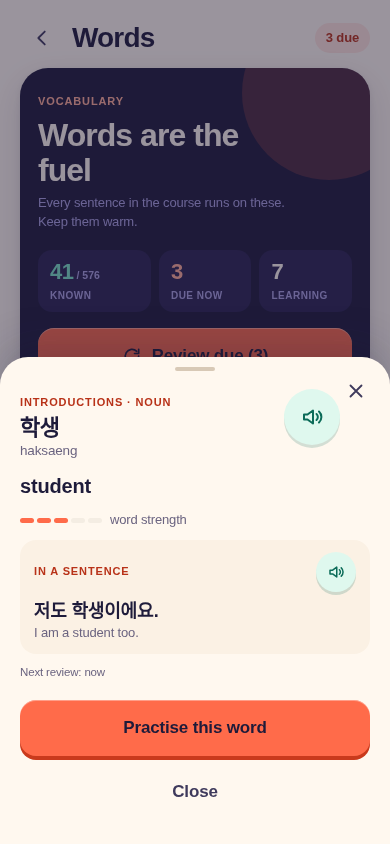 Words
3 due
VOCABULARY
Words are the
fuel
Every sentence in the course runs on these.
Keep them warm.
41 / 576
KNOWN
3
DUE NOW
7
LEARNING
Review due (3)
INTRODUCTIONS · NOUN
학생
haksaeng
student
word strength
IN A SENTENCE
저도 학생이에요.
I am a student too.
Next review: now
Practise this word
Close